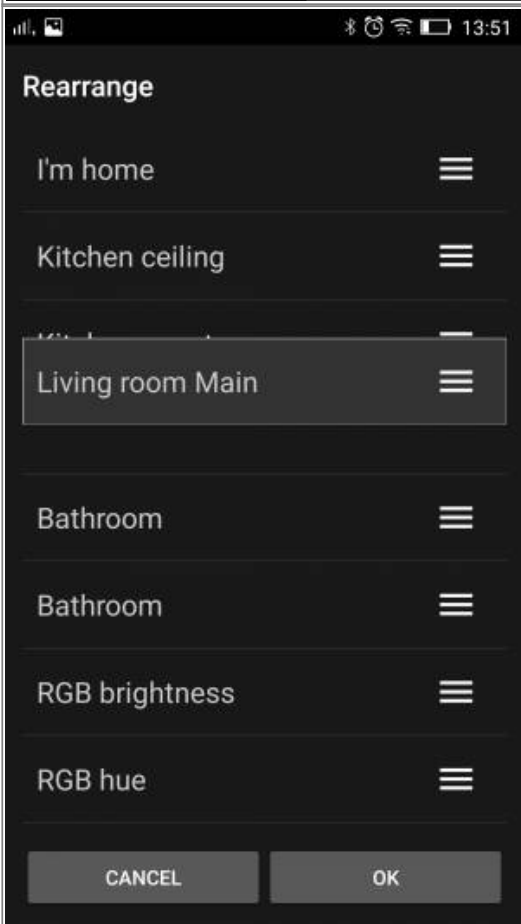 13:51
Rearrange
I'm home
Kitchen ceiling
Living room Main
Bathroom
Bathroom
RGB brightness
RGB hue
CANCEL
OK